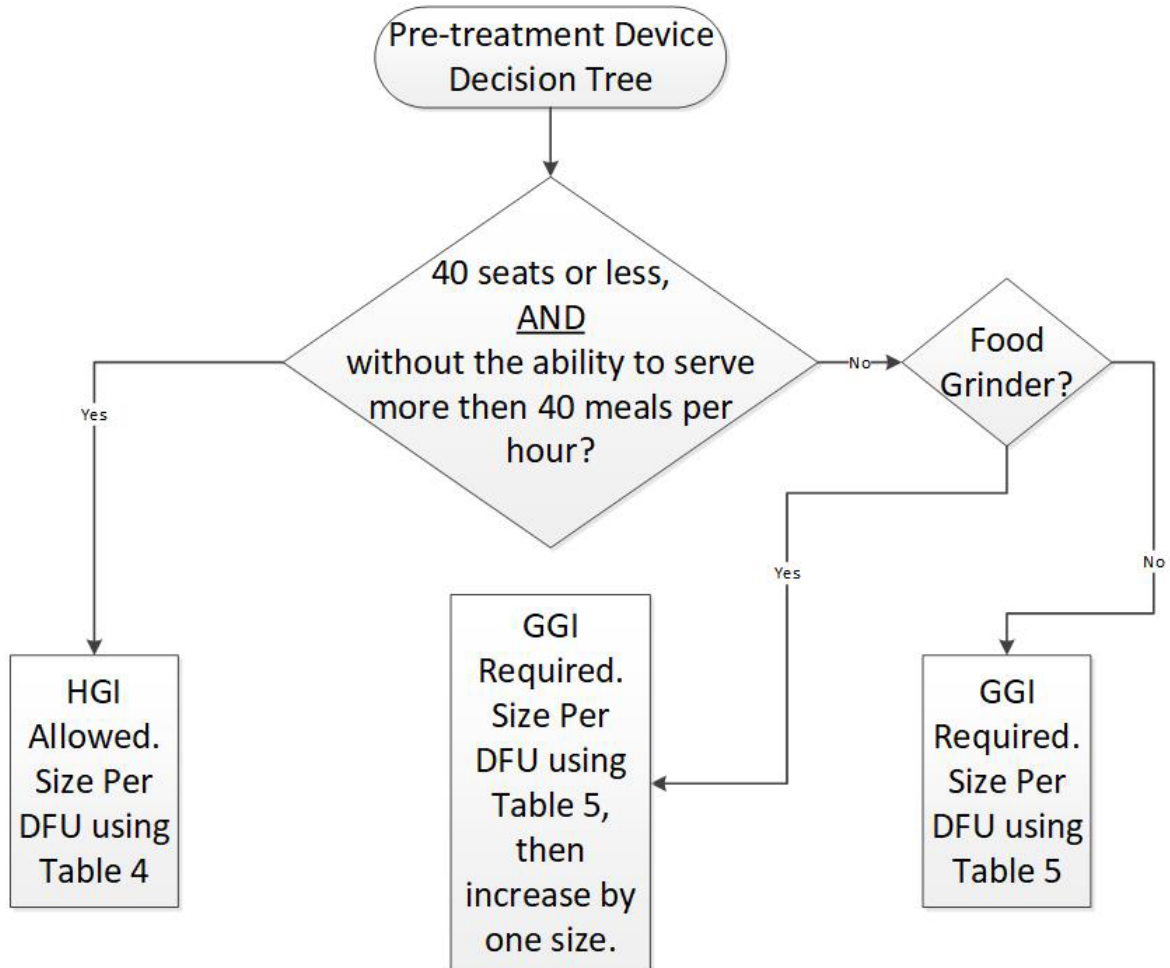 Pre-treatment Device
Decision Tree
40 seats or less,
AND
without the ability to serve
more then 40 meals per
hour?
No
Food
Grinder?
Yes
Yes
No
HGI
Allowed.
Size Per
DFU using
Table 4
GGI
Required.
Size Per
DFU using
Table 5,
then
increase by
one size.
GGI
Required.
Size Per
DFU using
Table 5